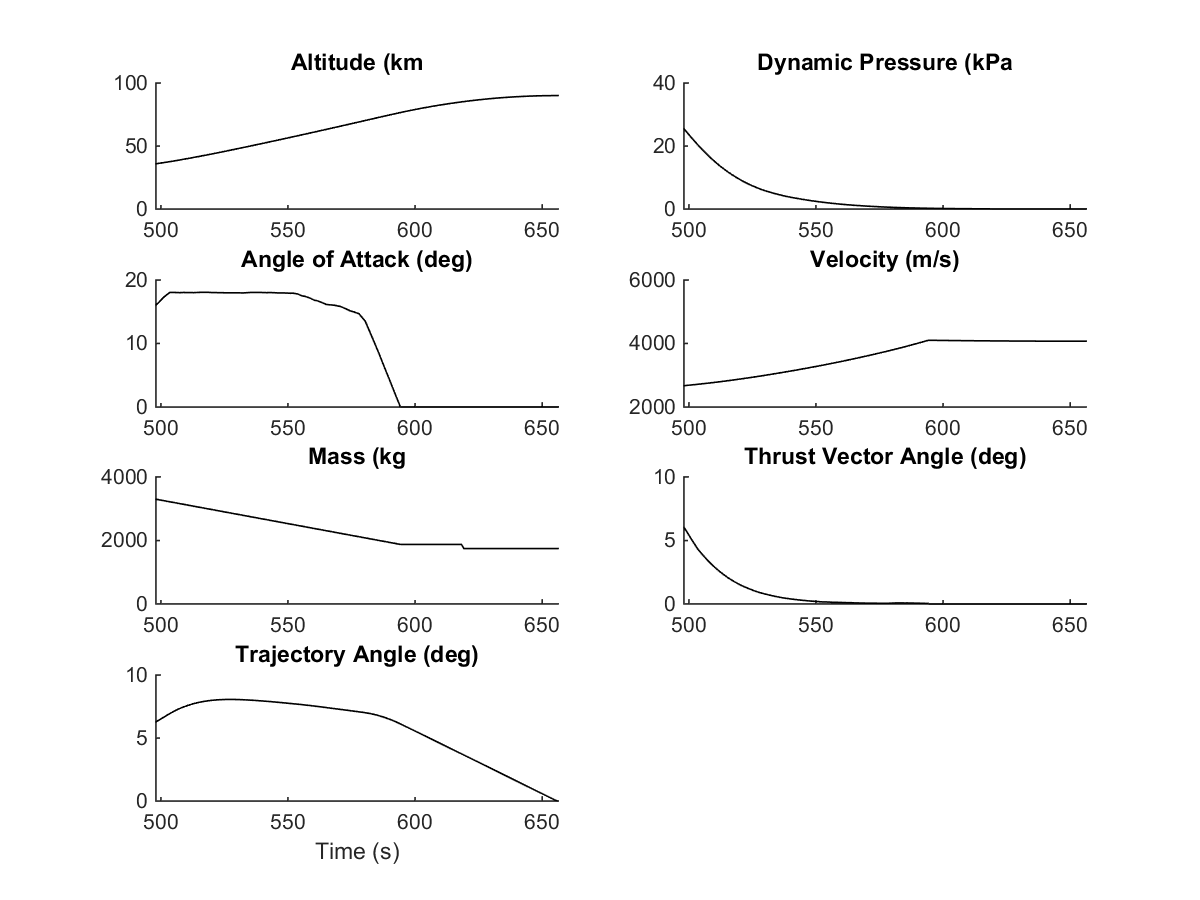 Altitude (km
100
50
0
500 550 600 650
Dynamic Pressure (kPa
40
20
0
500 550 600 650
Angle of Attack (deg)
20
10
0
500 550 600 650
Velocity (m/s)
6000
4000
2000
500 550 600 650
Mass (kg
4000
2000
0
500 550 600 650
Thrust Vector Angle (deg)
10
5
0
500 550 600 650
Trajectory Angle (deg)
10
5
0
500 550 600 650
Time (s)